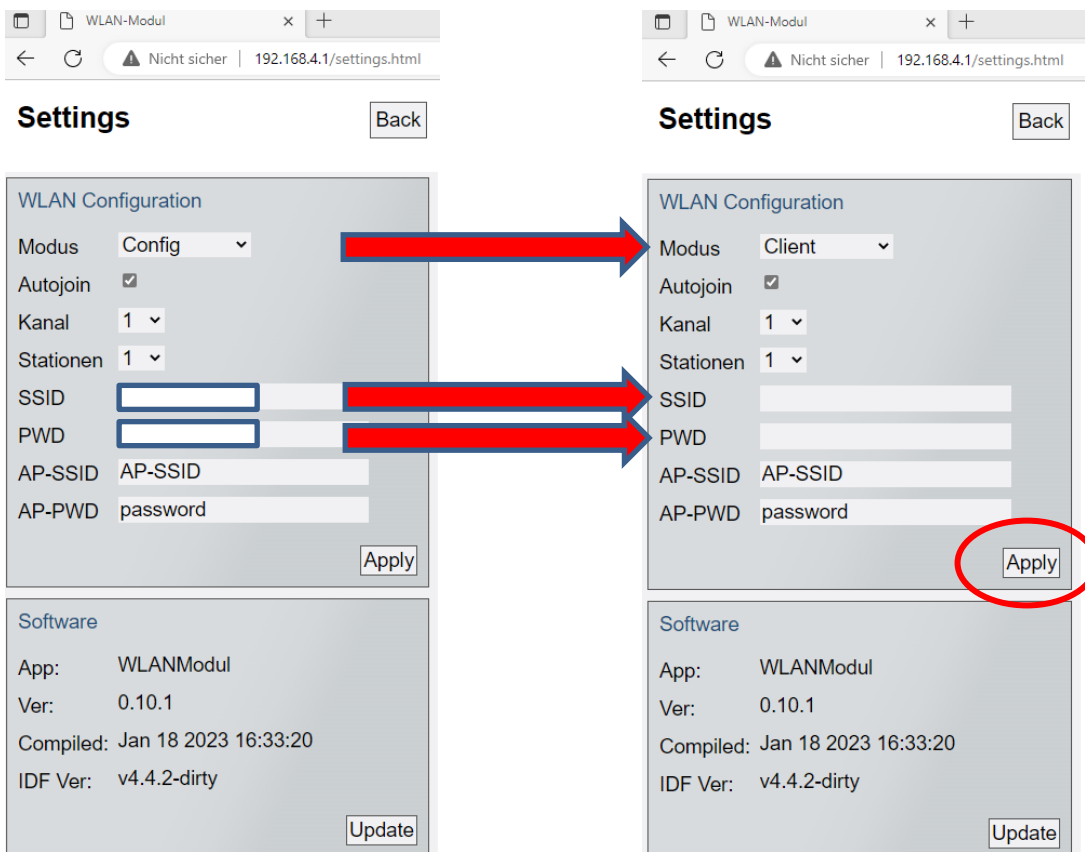 WLAN-Modul
Nicht sicher | 192.168.4.1/settings.html
Settings
Back
WLAN Configuration
Modus Config
Autojoin
Kanal 1
Stationen 1
SSID
PWD
AP-SSID AP-SSID
AP-PWD password
Apply
Software
App: WLANModul
Ver: 0.10.1
Compiled: Jan 18 2023 16:33:20
IDF Ver: v4.4.2-dirty
Update
WLAN-Modul
Nicht sicher | 192.168.4.1/settings.html
Settings
Back
WLAN Configuration
Modus Client
Autojoin
Kanal 1
Stationen 1
SSID
PWD
AP-SSID AP-SSID
AP-PWD password
Apply
Software
App: WLANModul
Ver: 0.10.1
Compiled: Jan 18 2023 16:33:20
IDF Ver: v4.4.2-dirty
Update